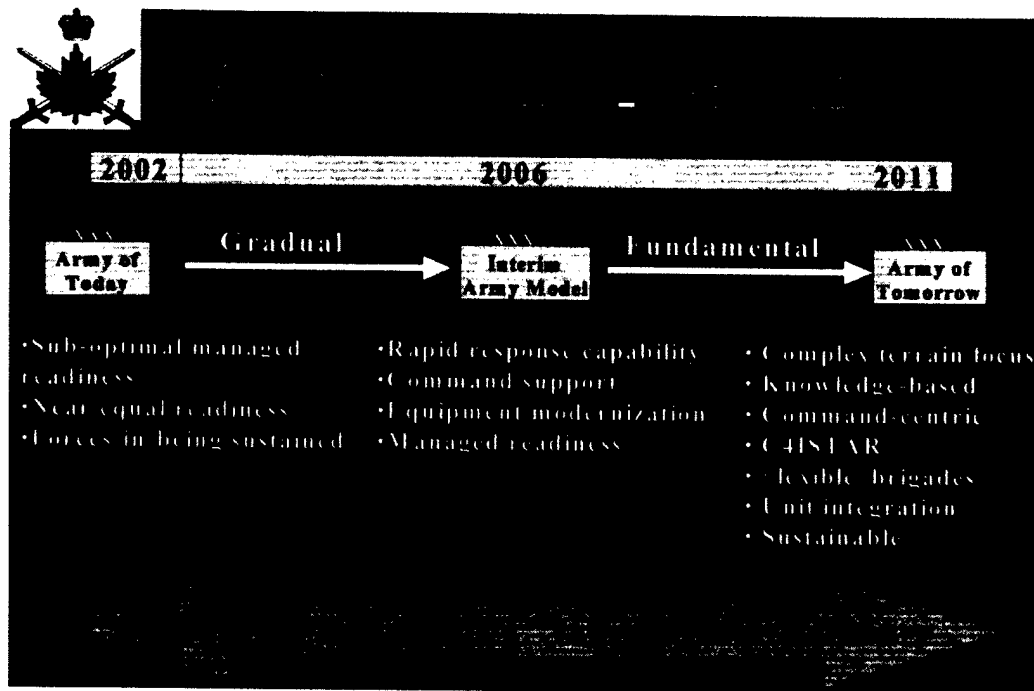 2002 2006 2011
Gradual Fundamental
Army of
Today
Interim
Army Model
Army of
Tomorrow
•Sub-optimal managed
readiness
•Near equal readiness
•Forces in being sustained
•Rapid response capability
•Command support
•Equipment modernization
•Managed readiness
• Complex terrain focus
• Knowledge-based
• Command-centric
• C4ISTAR
• Flexible brigades
• Unit integration
• Sustainable